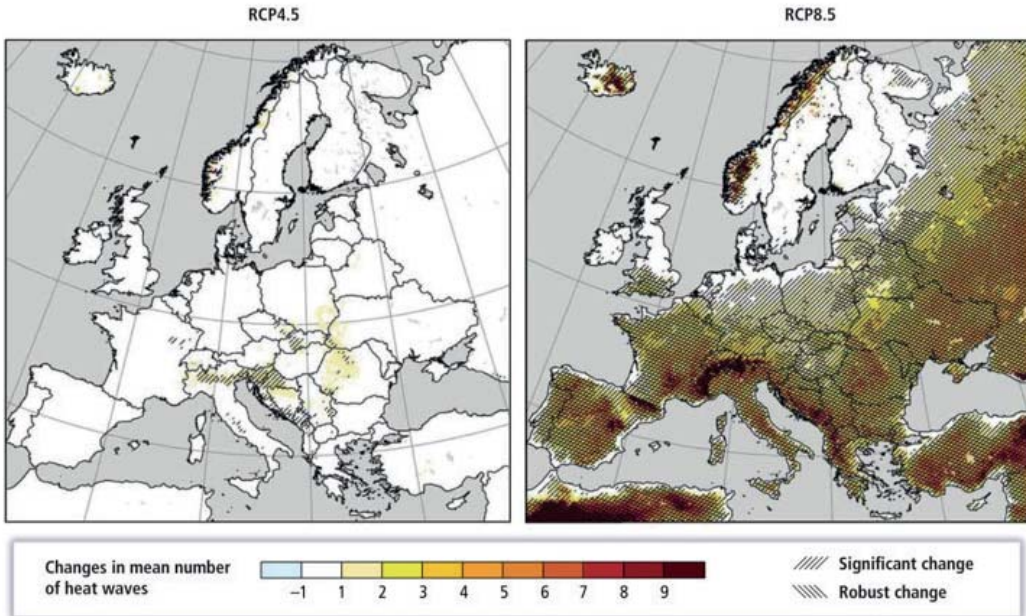 RCP4.5
RCP8.5
Changes in mean number
of heat waves
−1 1 2 3 4 5 6 7 8 9
Significant change
Robust change